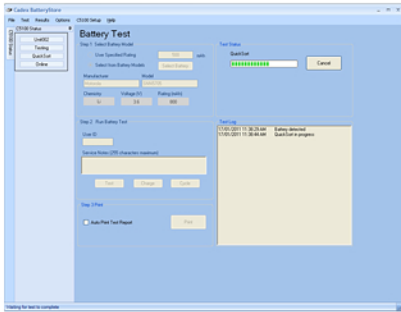 Cadex BatteryStore
File Test Results Options C5100 Setup Help
C5100 Status
C5100 Status
Unit002
Testing
QuickSort
Online
Battery Test
Step 1 Select Battery Model
User Specified Rating
mAh
Select from Battery Models
Select Battery
Manufacturer
Model
Chemistry
Voltage (V)
Rating (mAh)
Step 2 Run Battery Test
User ID
Service Notes (255 characters maximum)
Test
Charge
Cycle
Step 3 Print
Auto Print Test Report
Print
Test Status
QuickSort
Cancel
Test Log
17/01/2011 11:38:29 AM Battery detected
17/01/2011 11:38:44 AM QuickSort in progress
Waiting for test to complete